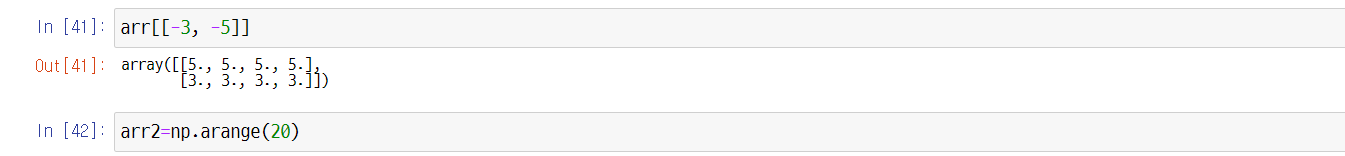 In [41]: arr[[-3, -5]]
Out[41]: array([[5., 5., 5., 5.],
[3., 3., 3., 3.]])
In [42]: arr2=np.arange(20)